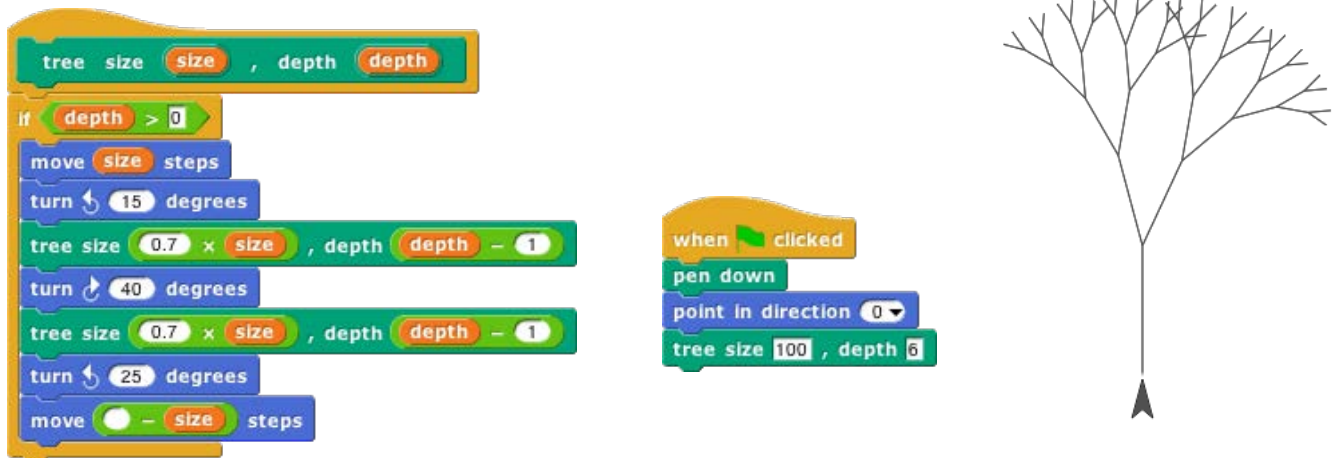 tree size size , depth depth
if depth > 0
move size steps
turn 15 degrees
tree size 0.7 × size , depth depth − 1
turn 40 degrees
tree size 0.7 × size , depth depth − 1
turn 25 degrees
move − size steps
when clicked
pen down
point in direction 0
tree size 100 , depth 6